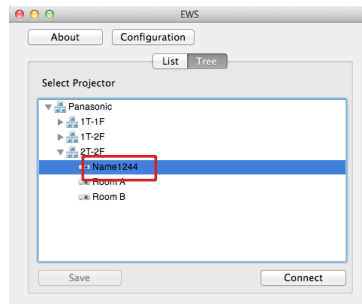 EWS
About Configuration
List Tree
Select Projector
Panasonic
1T-1F
1T-2F
2T-2F
Name1244
Room A
Room B
Save Connect